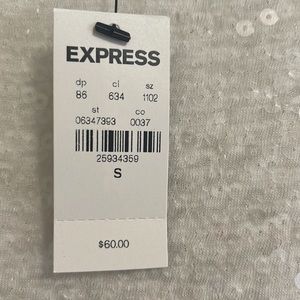 EXPRESS
dp cl sz
86 634 1102
st co
06347393 0037
25934359
S
$60.00